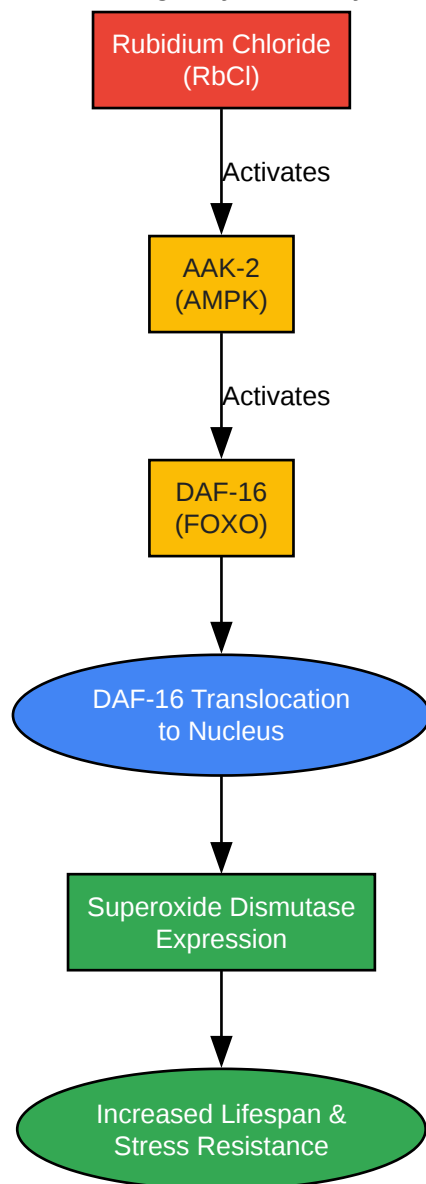 Rubidium Chloride
(RbCl)
Activates
AAK-2
(AMPK)
Activates
DAF-16
(FOXO)
DAF-16 Translocation
to Nucleus
Superoxide Dismutase
Expression
Increased Lifespan &
Stress Resistance